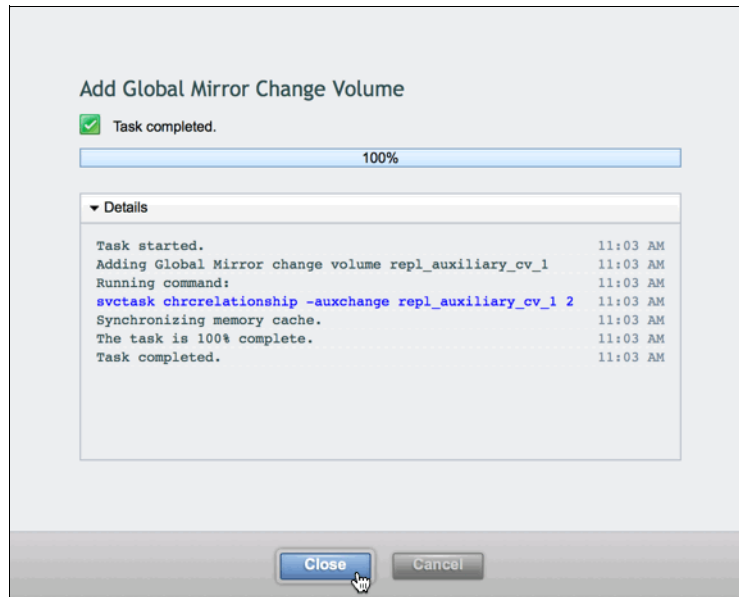 Add Global Mirror Change Volume
Task completed.
100%
Details
Task started. 11:03 AM
Adding Global Mirror change volume repl_auxiliary_cv_1 11:03 AM
Running command: 11:03 AM
svctask chrcrelationship -auxchange repl_auxiliary_cv_1 2 11:03 AM
Synchronizing memory cache. 11:03 AM
The task is 100% complete. 11:03 AM
Task completed. 11:03 AM
Close
Cancel